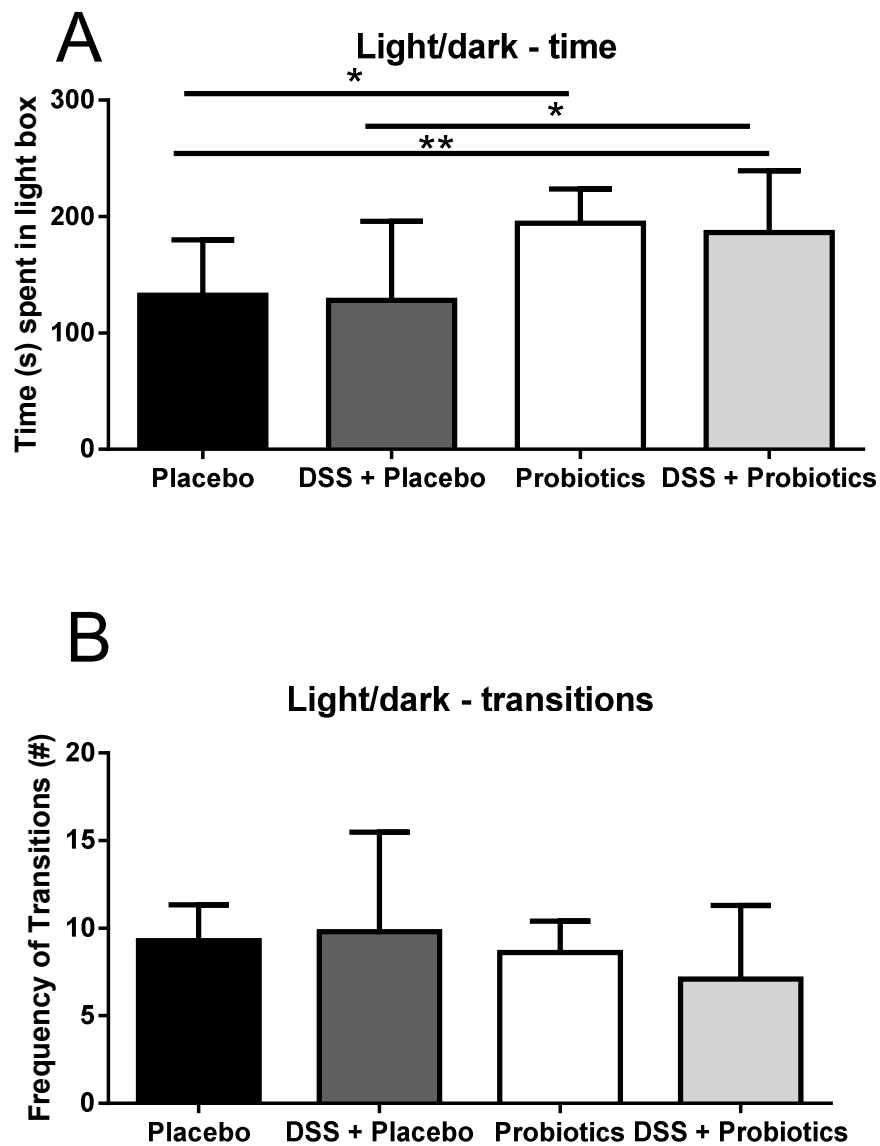 A
Light/dark - time
*
*
**
Time (s) spent in light box
300
200
100
0
Placebo
DSS + Placebo
Probiotics
DSS + Probiotics
B
Light/dark - transitions
Frequency of Transitions (#)
20
15
10
5
0
Placebo
DSS + Placebo
Probiotics
DSS + Probiotics